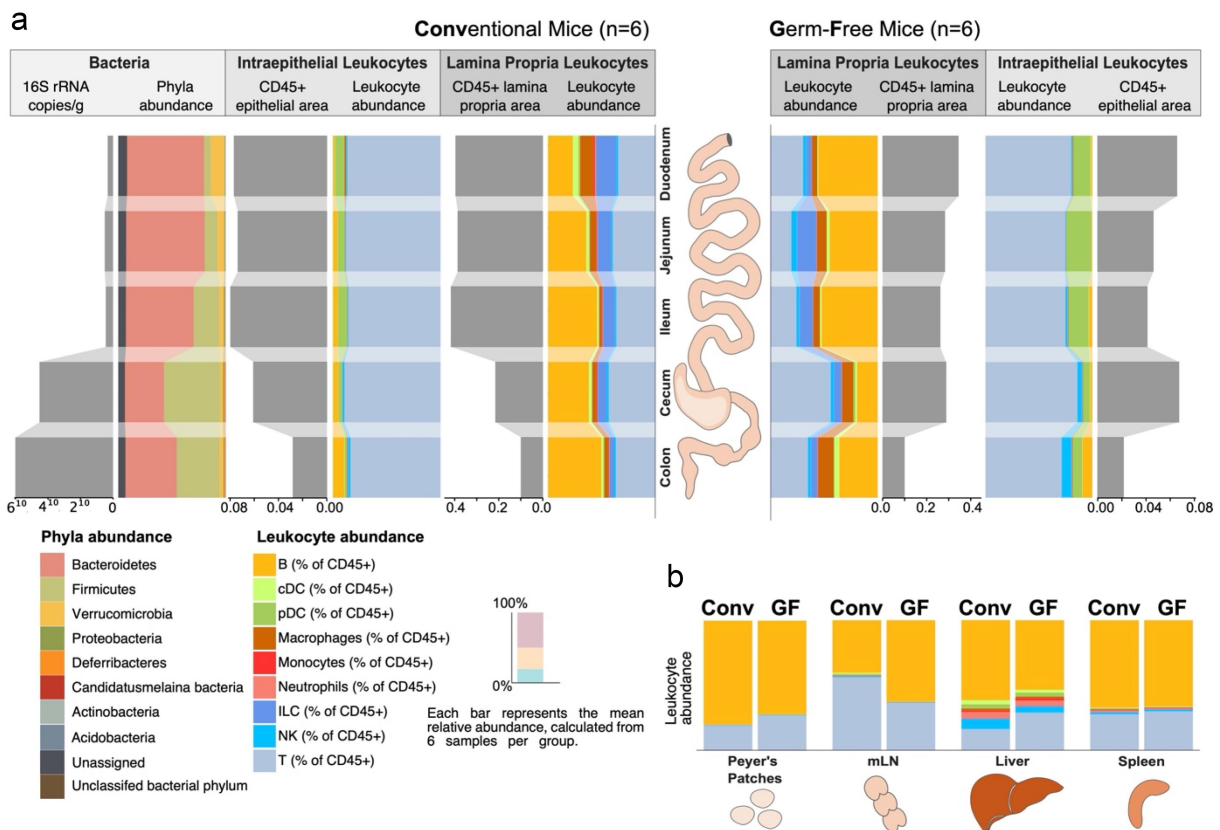 a
Conventional Mice (n=6)
Germ-Free Mice (n=6)
Bacteria
16S rRNA
copies/g
Phyla
abundance
Intraepithelial Leukocytes
CD45+
epithelial area
Leukocyte
abundance
Lamina Propria Leukocytes
CD45+ lamina
propria area
Leukocyte
abundance
Lamina Propria Leukocytes
Leukocyte
abundance
CD45+ lamina
propria area
Intraepithelial Leukocytes
Leukocyte
abundance
CD45+
epithelial area
Duodenum
Jejunum
Ileum
Cecum
Colon
6¹⁰ 4¹⁰ 2¹⁰ 0
0.08 0.04 0.00
0.4 0.2 0.0
0.0 0.2 0.4
0.00 0.04 0.08
Phyla abundance
Bacteroidetes
Firmicutes
Verrucomicrobia
Proteobacteria
Deferribacteres
Candidatusmelaina bacteria
Actinobacteria
Acidobacteria
Unassigned
Unclassifed bacterial phylum
Leukocyte abundance
B (% of CD45+)
cDC (% of CD45+)
pDC (% of CD45+)
Macrophages (% of CD45+)
Monocytes (% of CD45+)
Neutrophils (% of CD45+)
ILC (% of CD45+)
NK (% of CD45+)
T (% of CD45+)
100%
0%
Each bar represents the mean
relative abundance, calculated from
6 samples per group.
b
Conv GF Conv GF Conv GF Conv GF
Leukocyte
abundance
Peyer's
Patches
mLN
Liver
Spleen